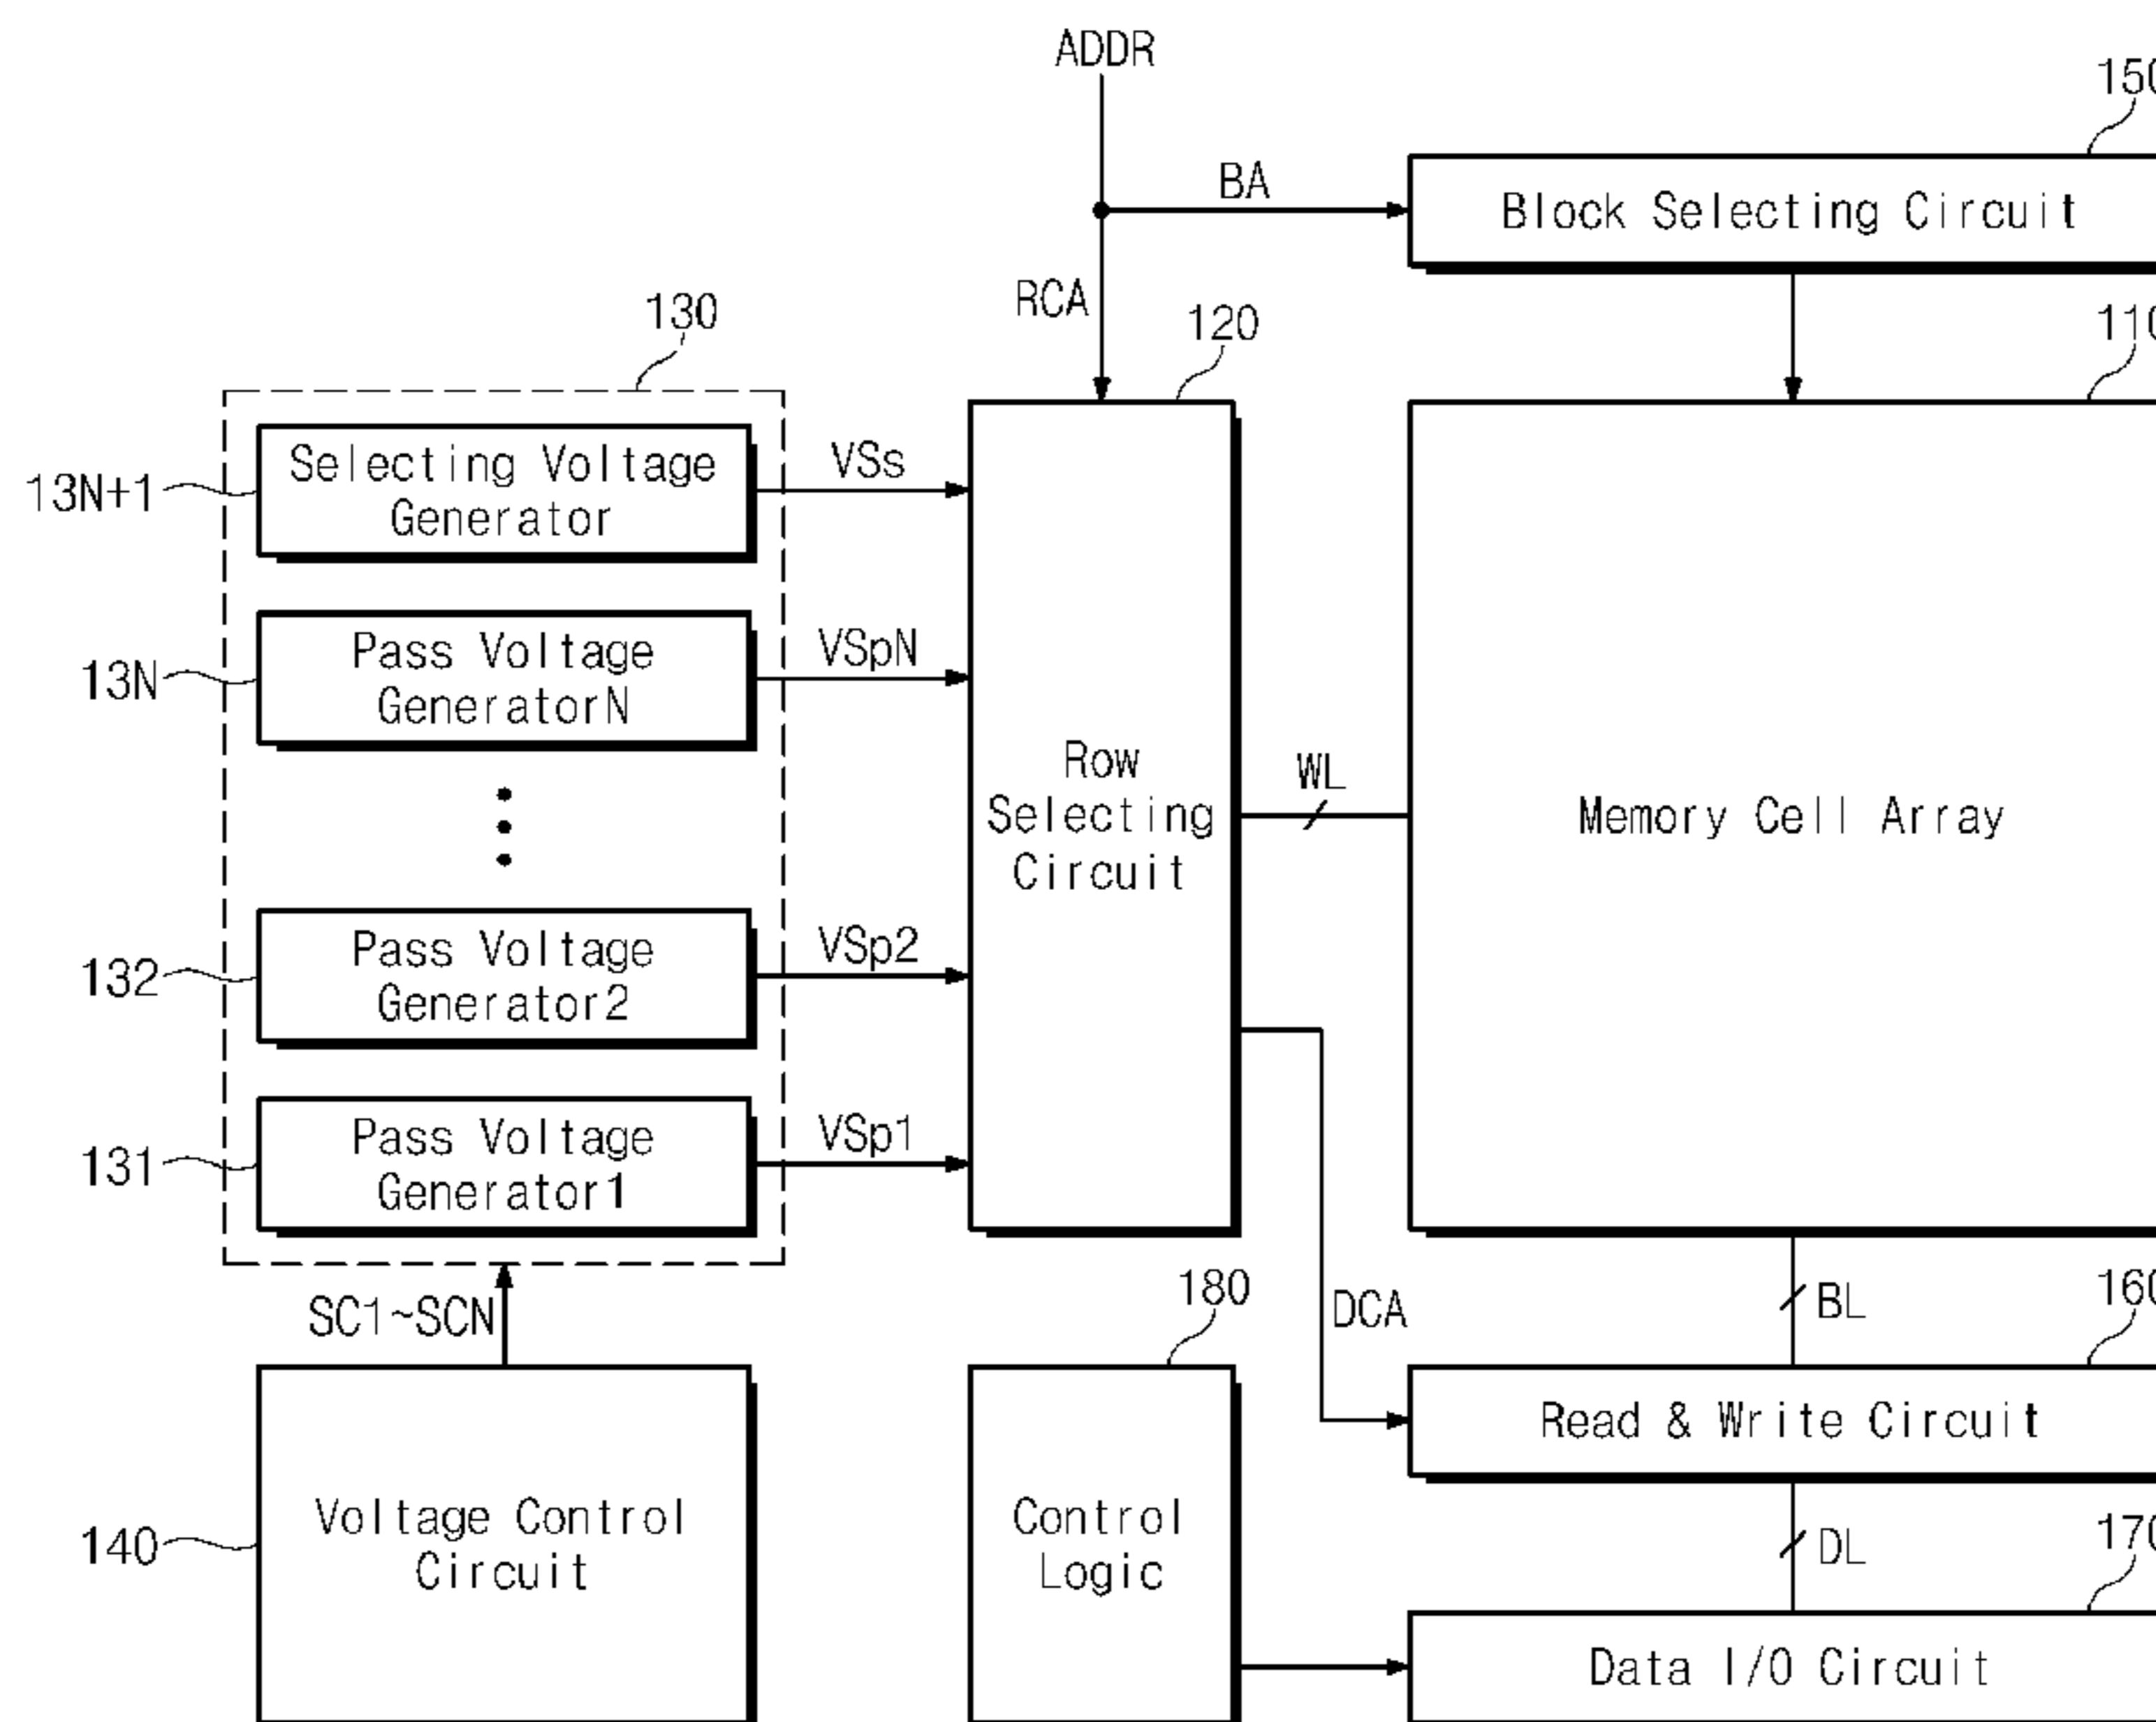 ADDR
150
BA
Block Selecting Circuit
RCA
130
120
110
13N+1
Selecting Voltage
Generator
VSs
13N
Pass Voltage
GeneratorN
VSpN
Row
Selecting
Circuit
WL
Memory Cell Array
132
Pass Voltage
Generator2
VSp2
131
Pass Voltage
Generator1
VSp1
SC1~SCN
180
DCA
BL
160
Read & Write Circuit
140
Voltage Control
Circuit
Control
Logic
DL
170
Data I/O Circuit